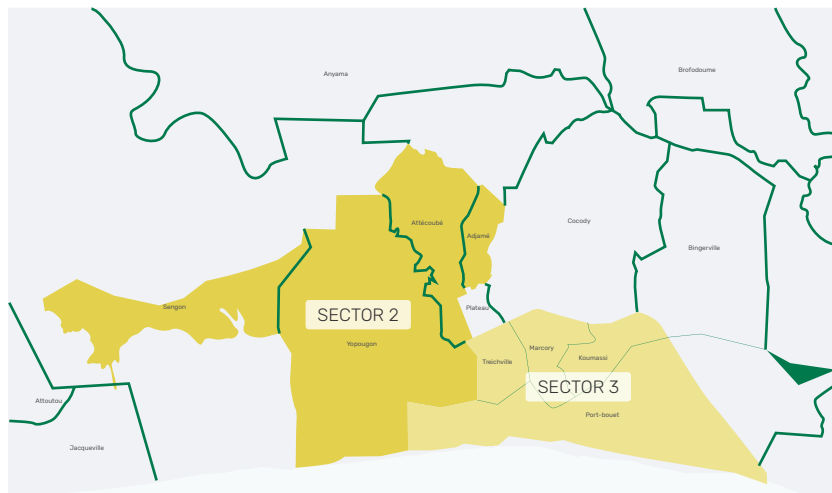 Anyama
Brofodoume
Attécoubé
Adjamé
Cocody
Bingerville
Songon
Plateau
SECTOR 2
Yopougon
Treichville
Marcory
Koumassi
SECTOR 3
Port-bouet
Attoutou
Jacqueville